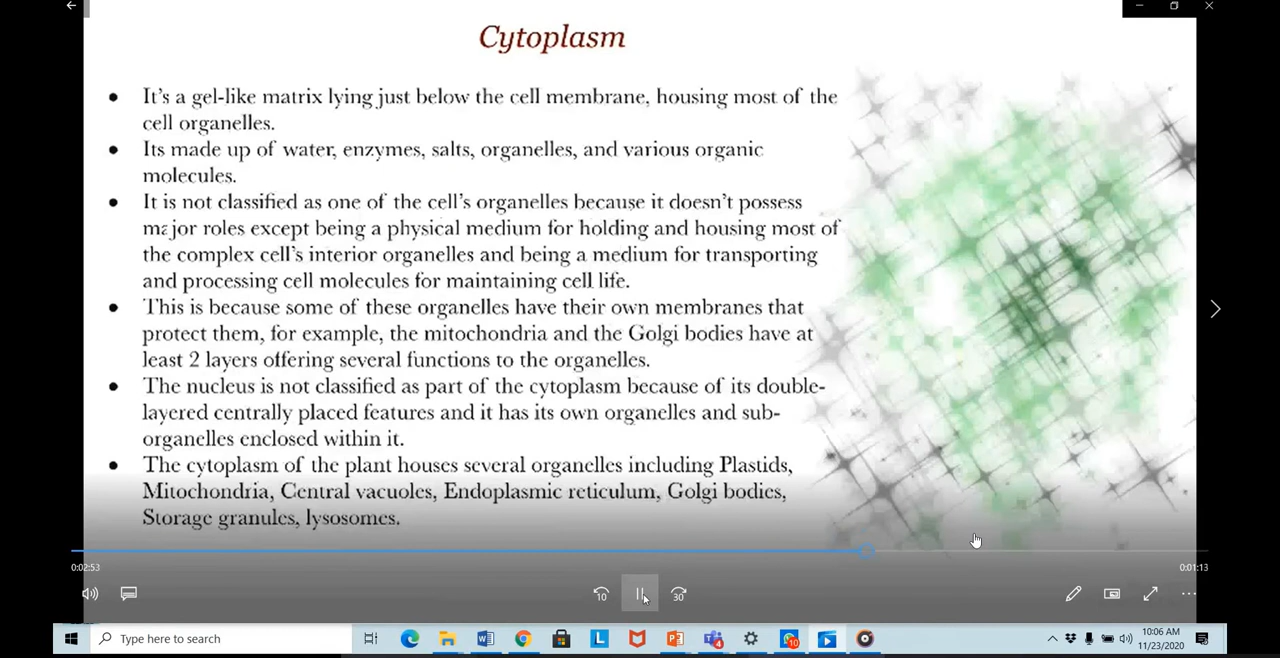 Cytoplasm
It's a gel-like matrix lying just below the cell membrane, housing most of the
cell organelles.
Its made up of water, enzymes, salts, organelles, and various organic
molecules.
It is not classified as one of the cell's organelles because it doesn't possess
major roles except being a physical medium for holding and housing most of
the complex cell's interior organelles and being a medium for transporting
and processing cell molecules for maintaining cell life.
This is because some of these organelles have their own membranes that
protect them, for example, the mitochondria and the Golgi bodies have at
least 2 layers offering several functions to the organelles.
The nucleus is not classified as part of the cytoplasm because of its double-
layered centrally placed features and it has its own organelles and sub-
organelles enclosed within it.
The cytoplasm of the plant houses several organelles including Plastids,
Mitochondria, Central vacuoles, Endoplasmic reticulum, Golgi bodies,
Storage granules, lysosomes.
0:02:53
0:01:13
10
30
Type here to search
10:06 AM
11/23/2020